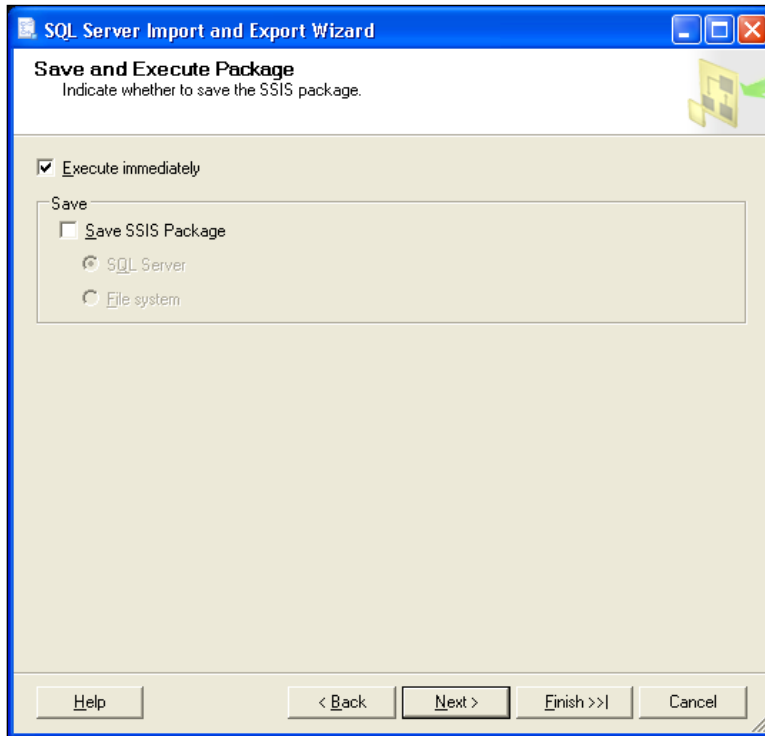 SQL Server Import and Export Wizard
Save and Execute Package
Indicate whether to save the SSIS package.
Execute immediately
Save
Save SSIS Package
SQL Server
File system
Help
< Back
Next >
Finish >>|
Cancel